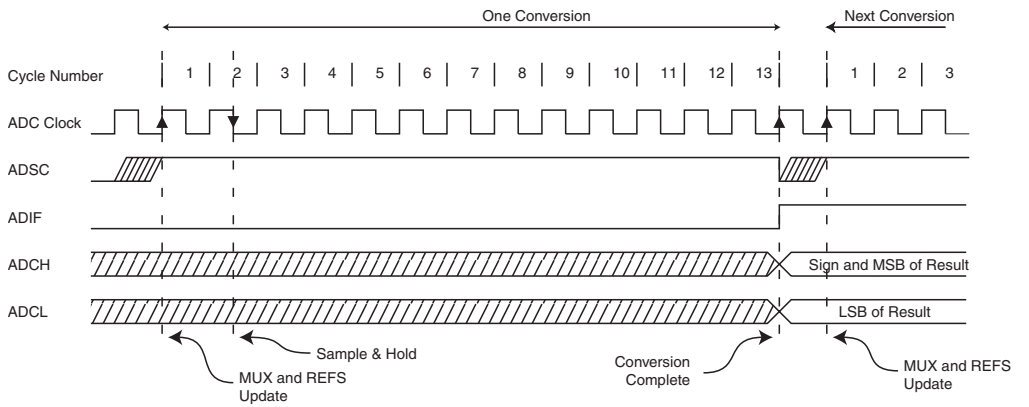 One Conversion
Next Conversion
Cycle Number 1 2 3 4 5 6 7 8 9 10 11 12 13 1 2 3
ADC Clock
ADSC
ADIF
ADCH Sign and MSB of Result
ADCL LSB of Result
Sample & Hold
MUX and REFS
Update
Conversion
Complete
MUX and REFS
Update